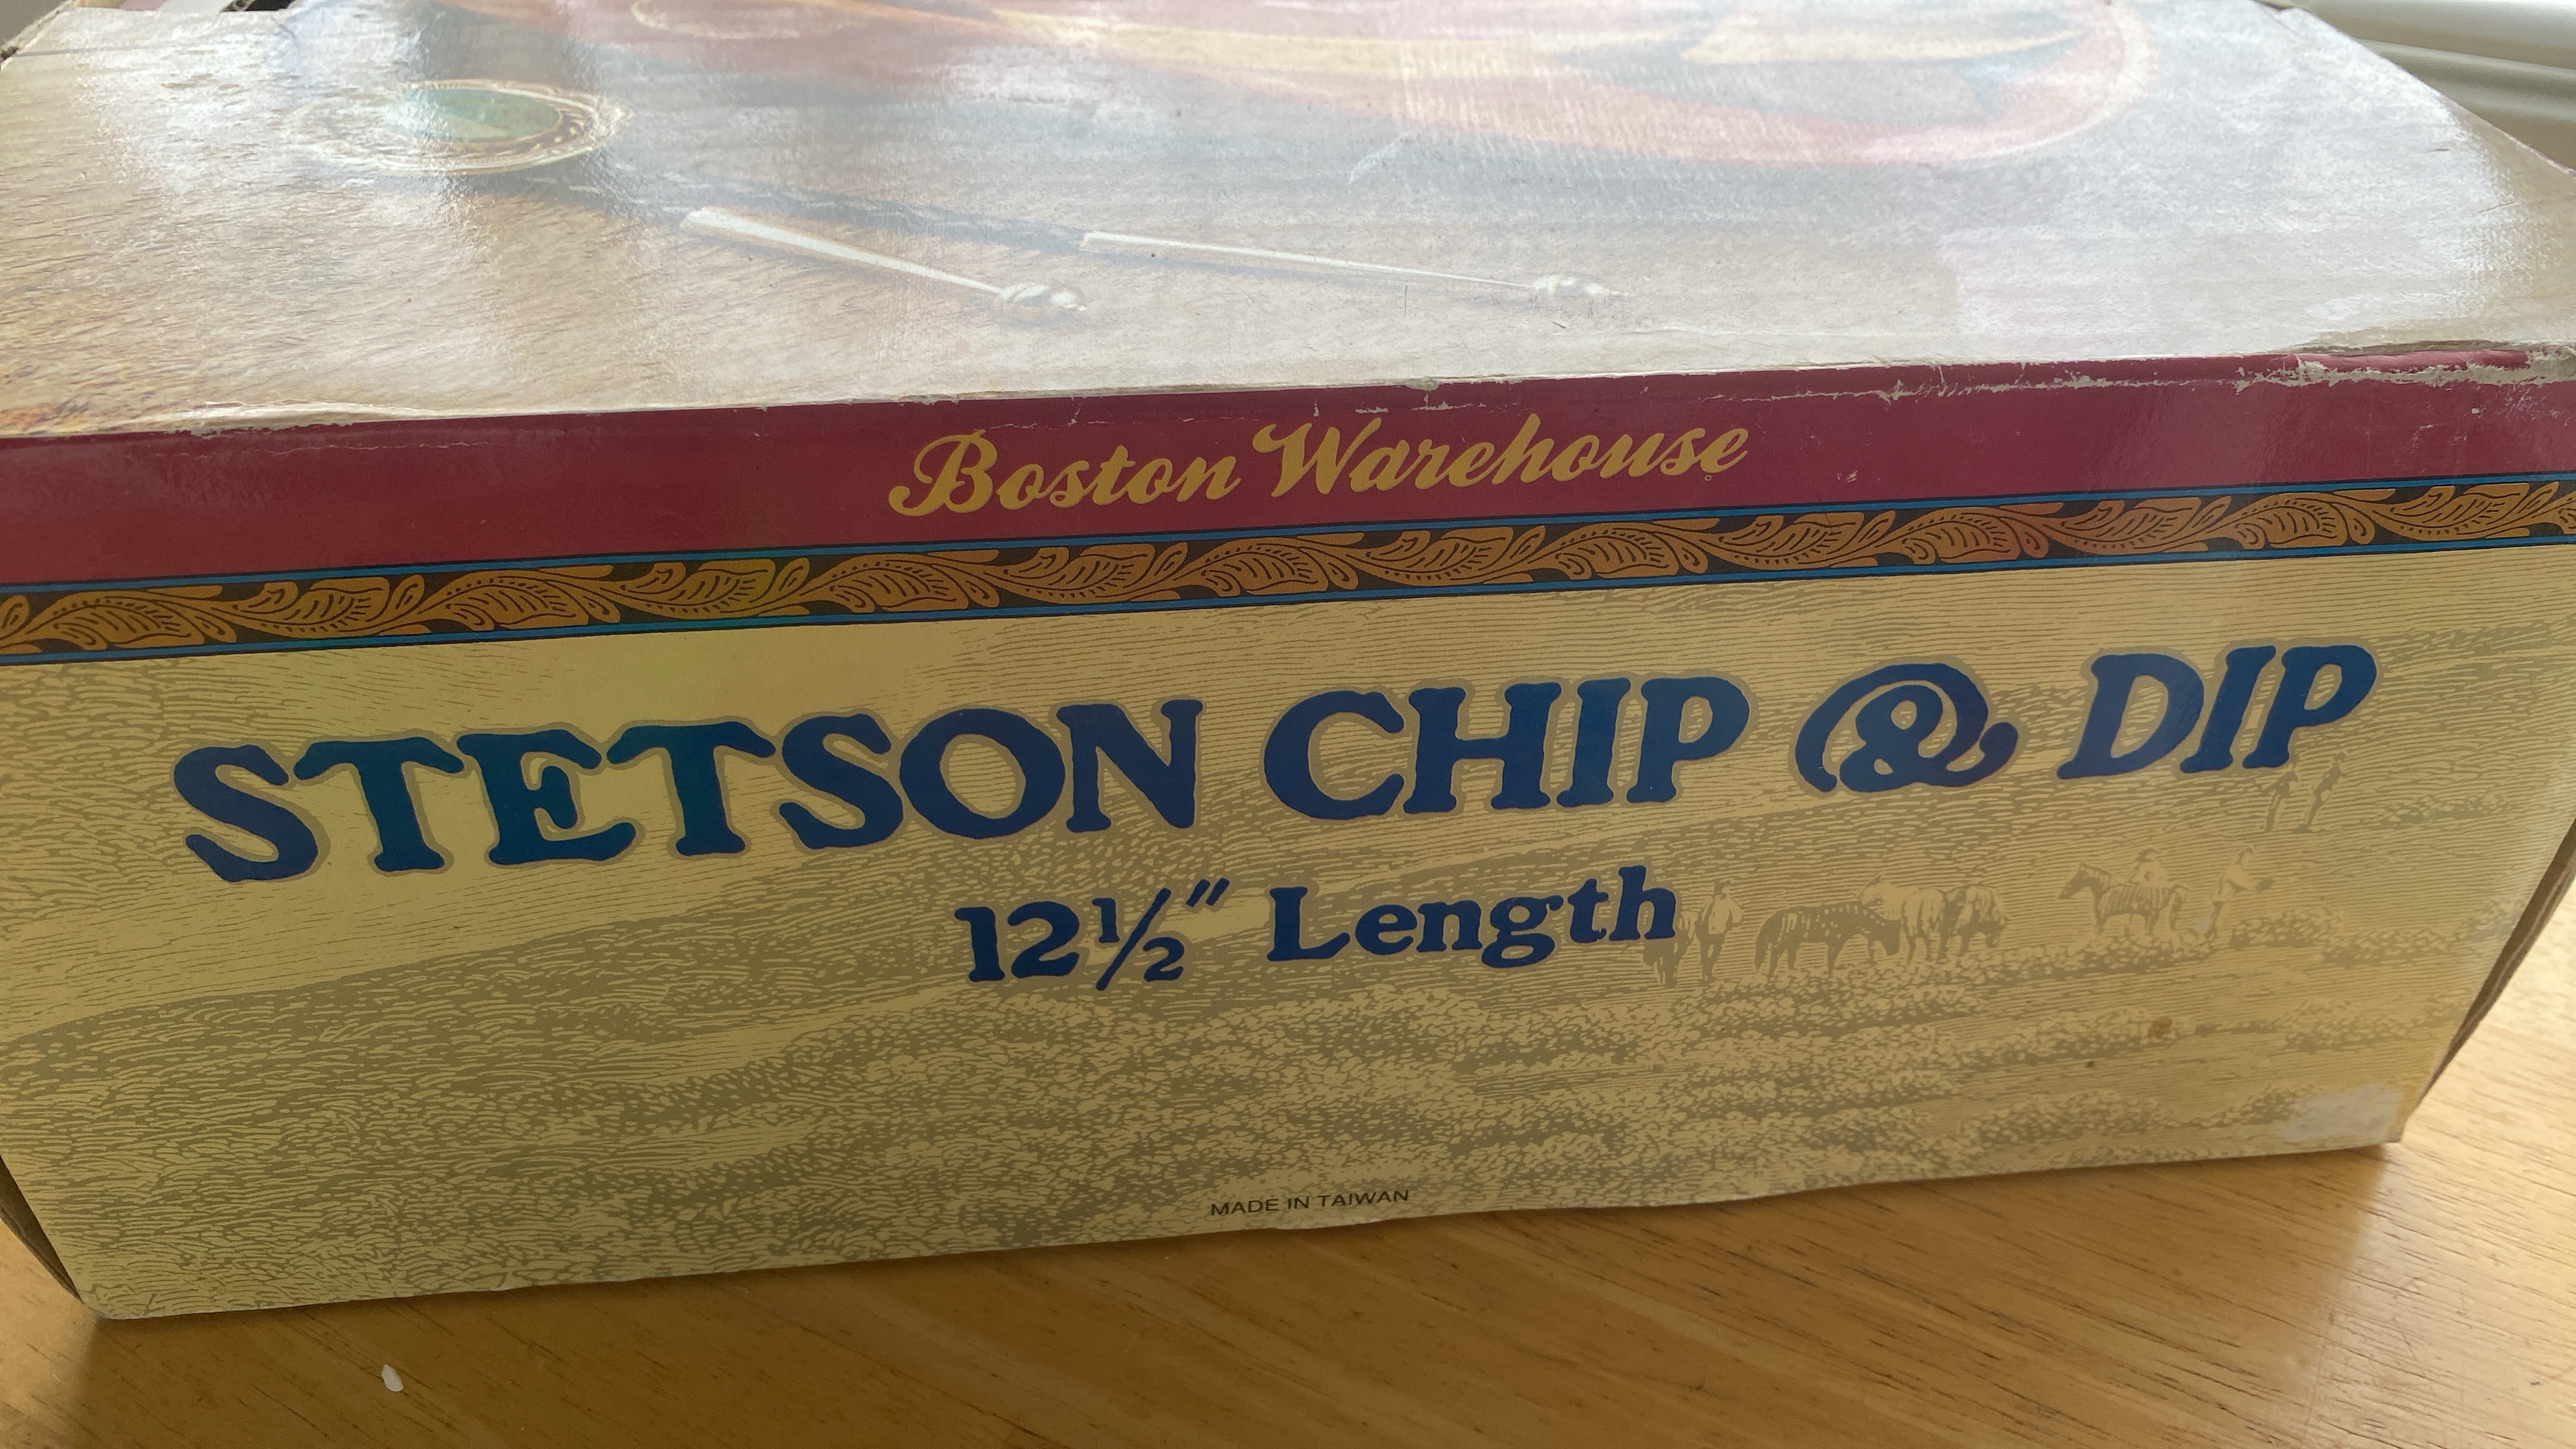 Boston Warehouse
STETSON CHIP & DIP
12½" Length
MADE IN TAIWAN